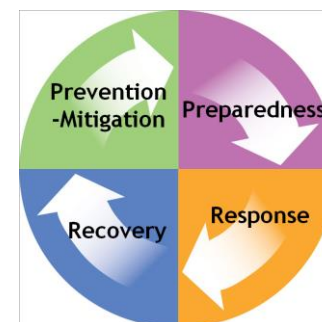 Prevention
-Mitigation
Preparedness
Response
Recovery